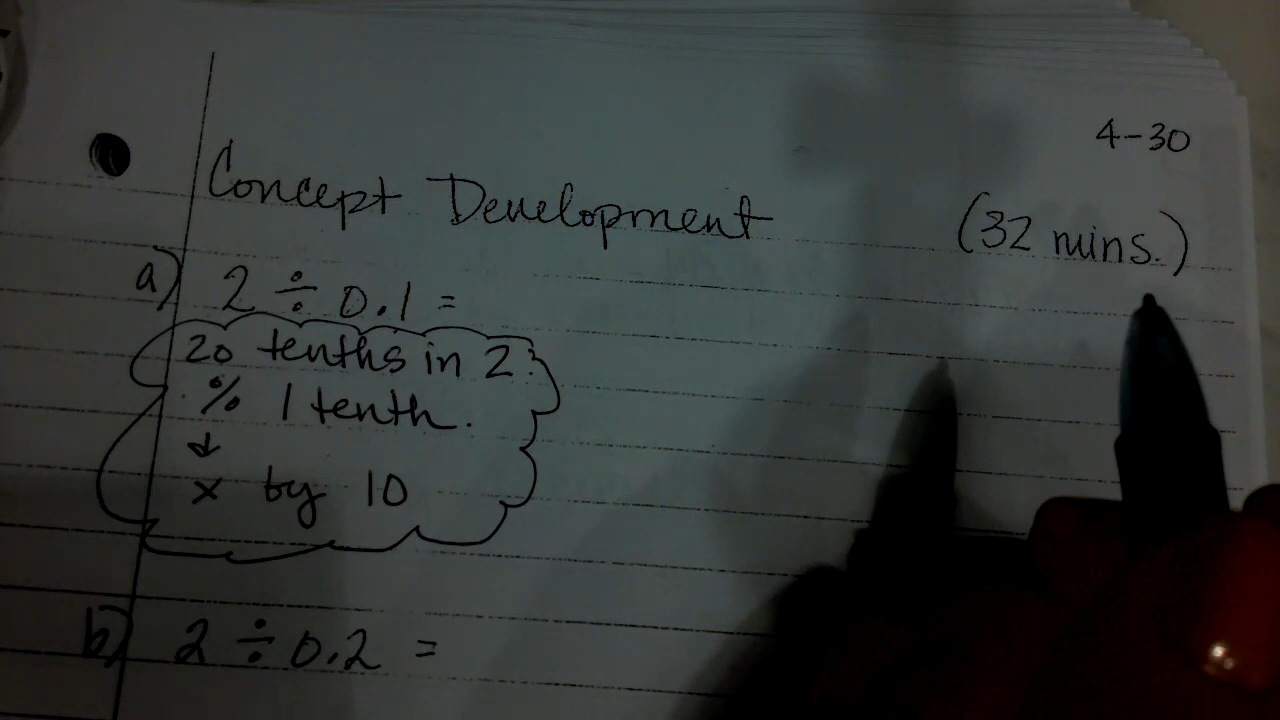 4-30
Concept Development (32 mins.)
a) 2 ÷ 0.1 =
20 tenths in 2.
% 1 tenth.
↓
x by 10
b) 2 ÷ 0.2 =